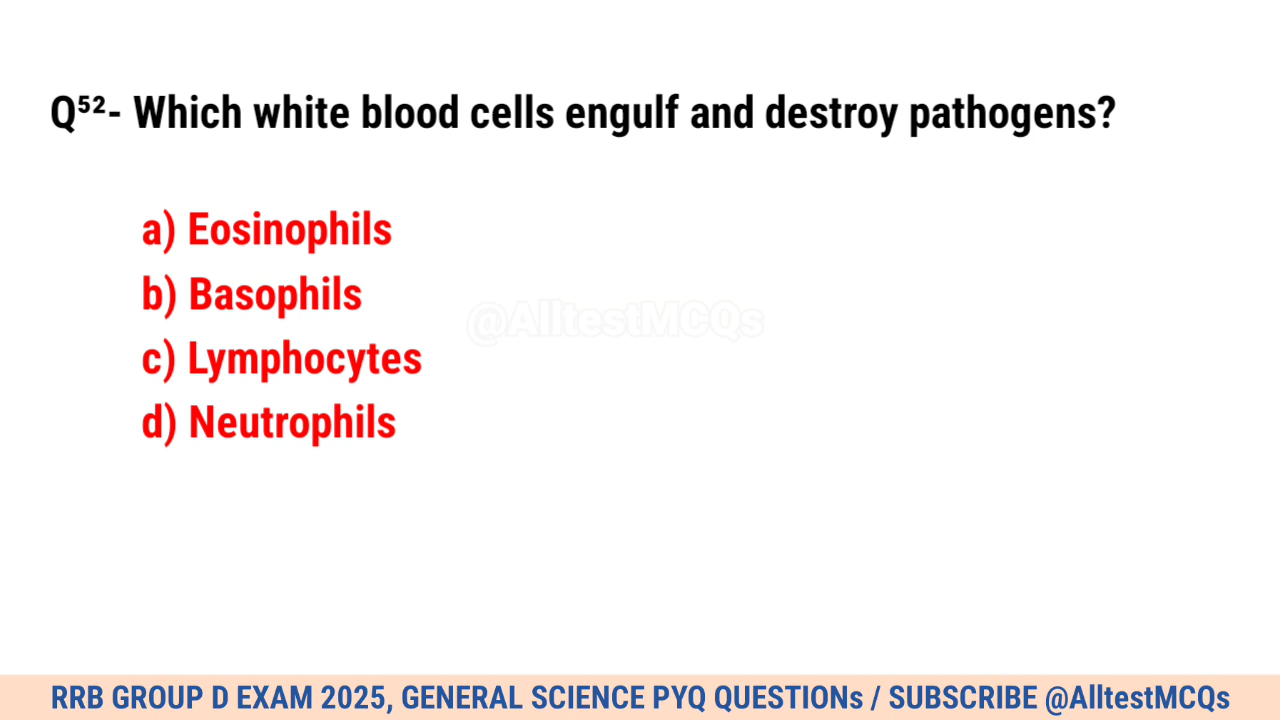 Q⁵²- Which white blood cells engulf and destroy pathogens?
a) Eosinophils
b) Basophils
@AlltestMCQs
c) Lymphocytes
d) Neutrophils
RRB GROUP D EXAM 2025, GENERAL SCIENCE PYQ QUESTIONs / SUBSCRIBE @AlltestMCQs